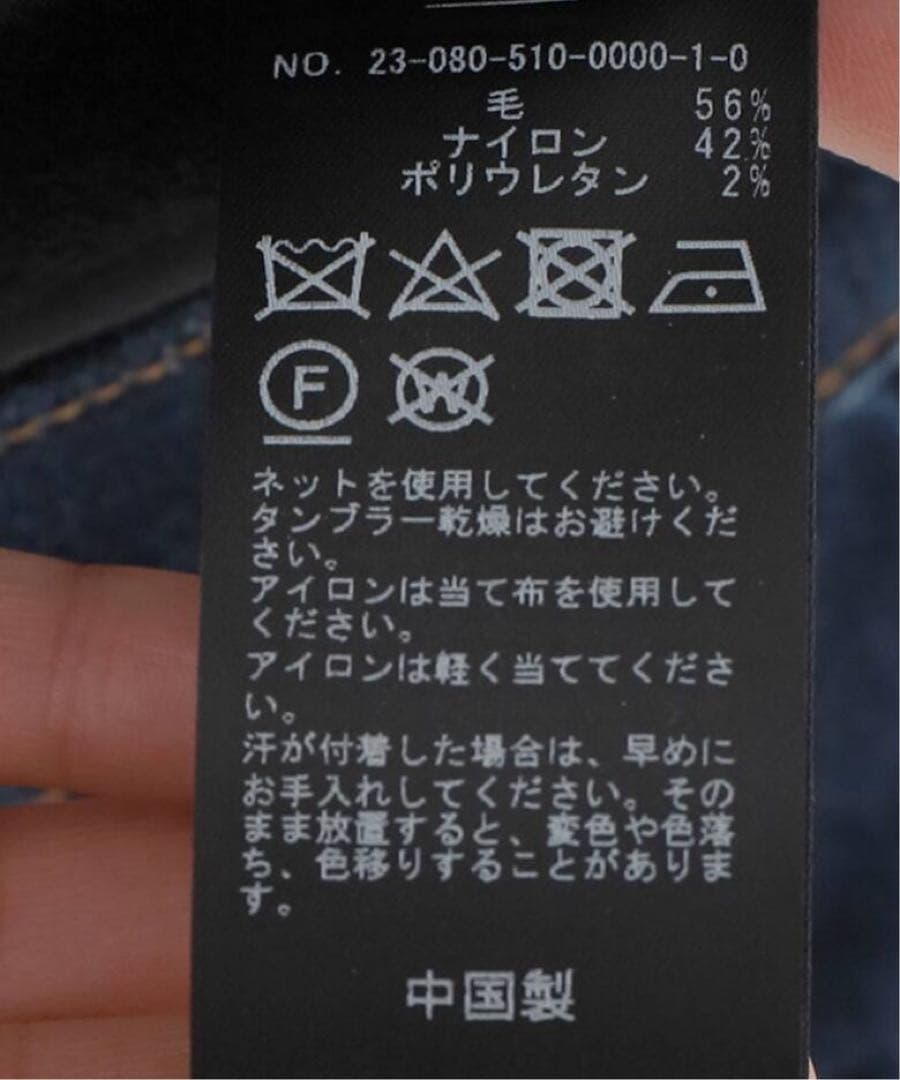 NO. 23-080-510-0000-1-0
毛 56%
ナイロン 42%
ポリウレタン 2%
F W
ネットを使用してください。
タンブラー乾燥はお避けくだ
さい。
アイロンは当て布を使用して
ください。
アイロンは軽く当ててくださ
い。
汗が付着した場合は、早めに
お手入れしてください。その
まま放置すると、変色や色落
ち、色移りすることがありま
す。
中国製